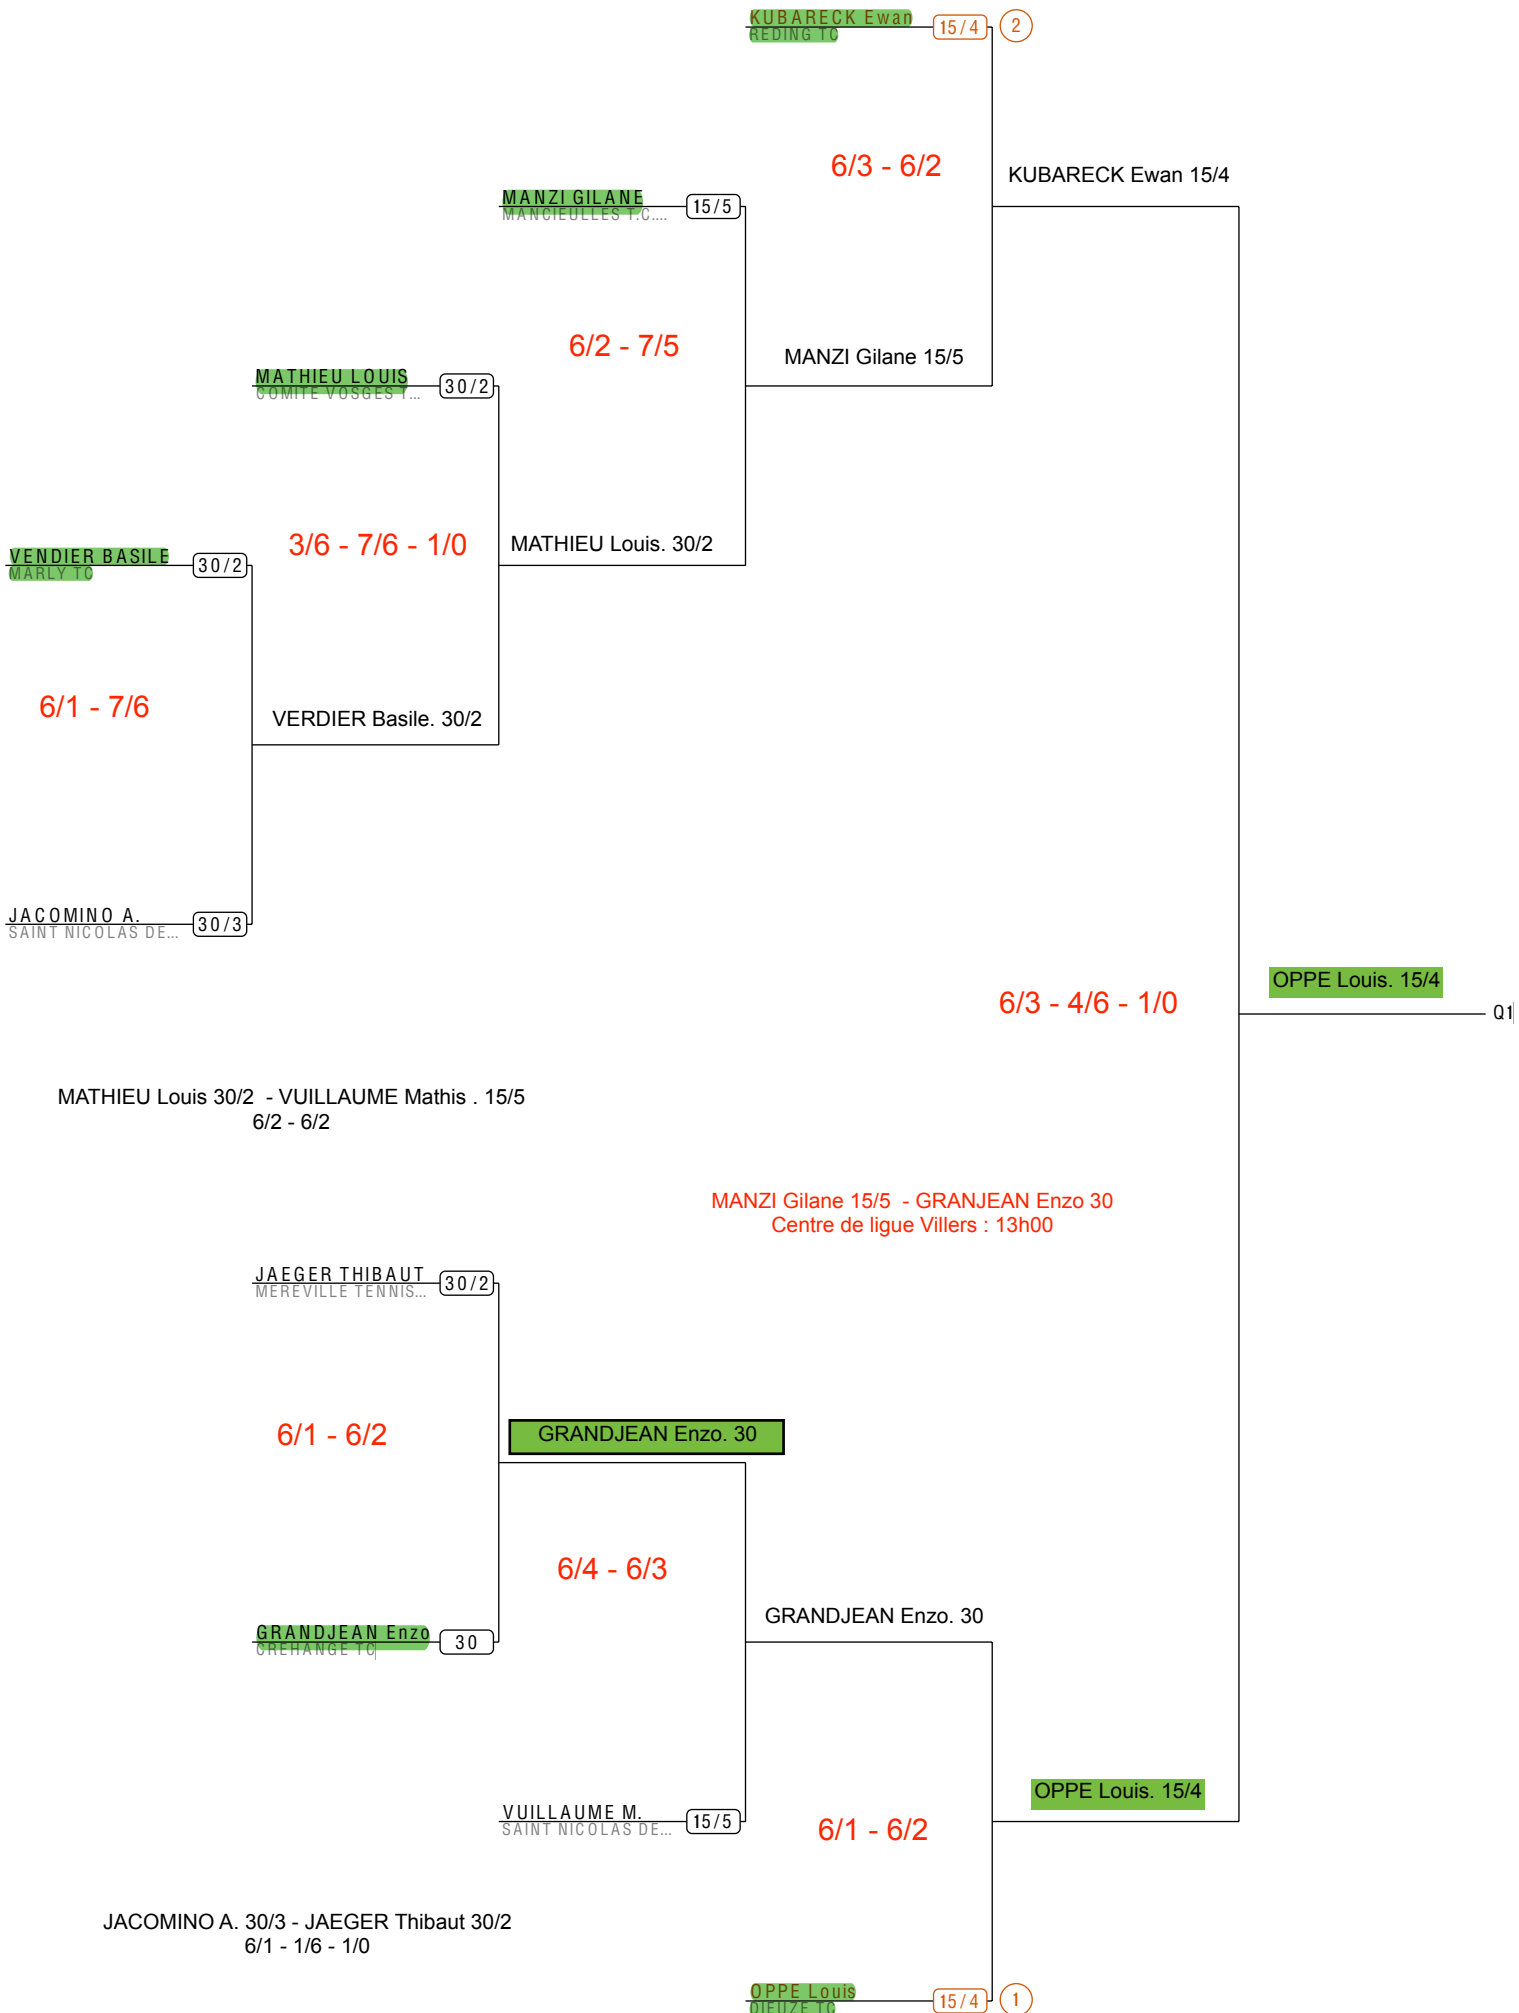 KUBARECK Ewan
REDING TC
15/4
2
6/3 - 6/2
KUBARECK Ewan 15/4
MANZI GILANE
MANCIEULLES T.C....
15/5
6/2 - 7/5
MANZI Gilane 15/5
MATHIEU LOUIS
COMITE VOSGES T...
30/2
3/6 - 7/6 - 1/0
MATHIEU Louis. 30/2
VENDIER BASILE
MARLY TC
30/2
6/1 - 7/6
VERDIER Basile. 30/2
JACOMINO A.
SAINT NICOLAS DE...
30/3
OPPE Louis. 15/4
6/3 - 4/6 - 1/0
Q1
MATHIEU Louis 30/2 - VUILLAUME Mathis . 15/5
6/2 - 6/2
MANZI Gilane 15/5 - GRANJEAN Enzo 30
Centre de ligue Villers : 13h00
JAEGER THIBAUT
MEREVILLE TENNIS...
30/2
6/1 - 6/2
GRANDJEAN Enzo. 30
6/4 - 6/3
GRANDJEAN Enzo
CREHANGE TC
30
GRANDJEAN Enzo. 30
OPPE Louis. 15/4
VUILLAUME M.
SAINT NICOLAS DE...
15/5
6/1 - 6/2
JACOMINO A. 30/3 - JAEGER Thibaut 30/2
6/1 - 1/6 - 1/0
OPPE Louis
DIEUZE TC
15/4
1